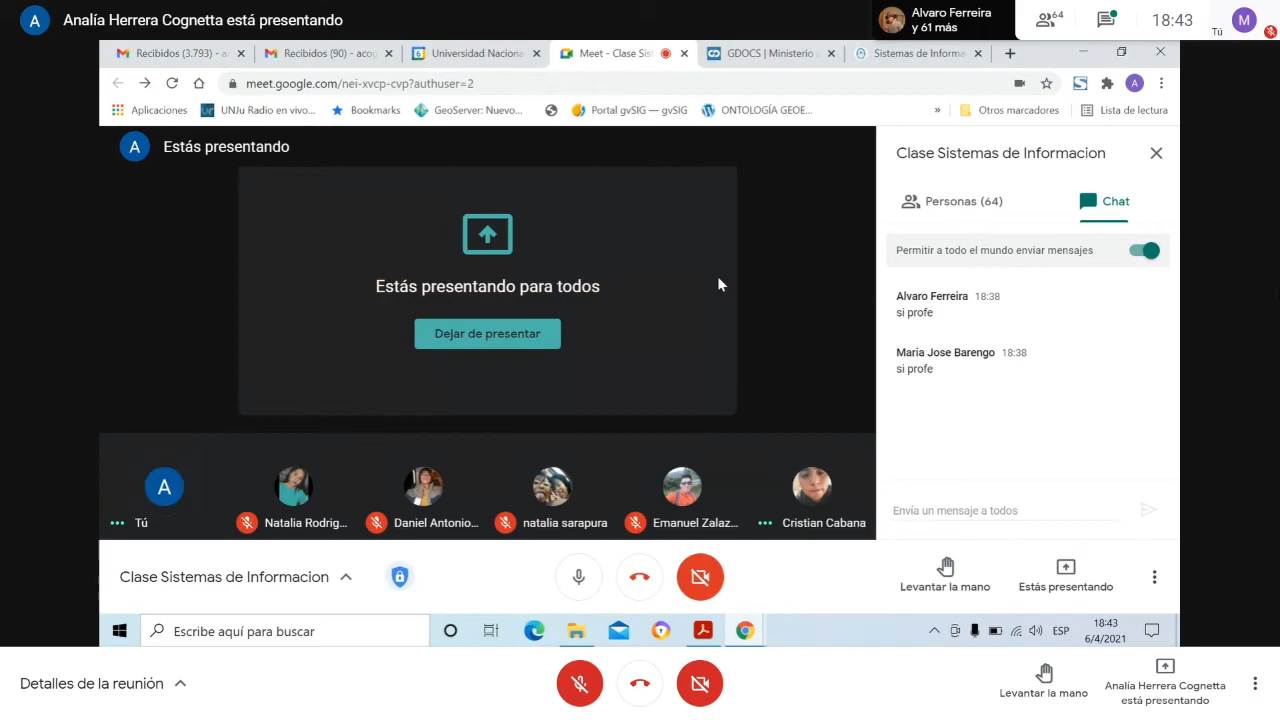 A
Analía Herrera Cognetta está presentando
Alvaro Ferreira
y 61 más
64
18:43
Tú
M
Recibidos (3.793) - a
Recibidos (90) - acog
6
Universidad Naciona
Meet - Clase Sis
GDOCS | Ministerio
Sistemas de Informa
meet.google.com/nei-xvcp-cvp?authuser=2
A
Aplicaciones
UNJu Radio en vivo...
Bookmarks
GeoServer: Nuevo...
Portal gvSIG — gvSIG
ONTOLOGÍA GEOE...
»
Otros marcadores
Lista de lectura
A
Estás presentando
Estás presentando para todos
Dejar de presentar
Clase Sistemas de Informacion
Personas (64)
Chat
Permitir a todo el mundo enviar mensajes
Alvaro Ferreira 18:38
si profe
Maria Jose Barengo 18:38
si profe
Envía un mensaje a todos
A
Tú
Natalia Rodrig...
Daniel Antonio...
natalia sarapura
Emanuel Zalaz...
Cristian Cabana
Clase Sistemas de Informacion
Levantar la mano
Estás presentando
Escribe aquí para buscar
ESP
18:43
6/4/2021
Detalles de la reunión
Levantar la mano
Analía Herrera Cognetta
está presentando